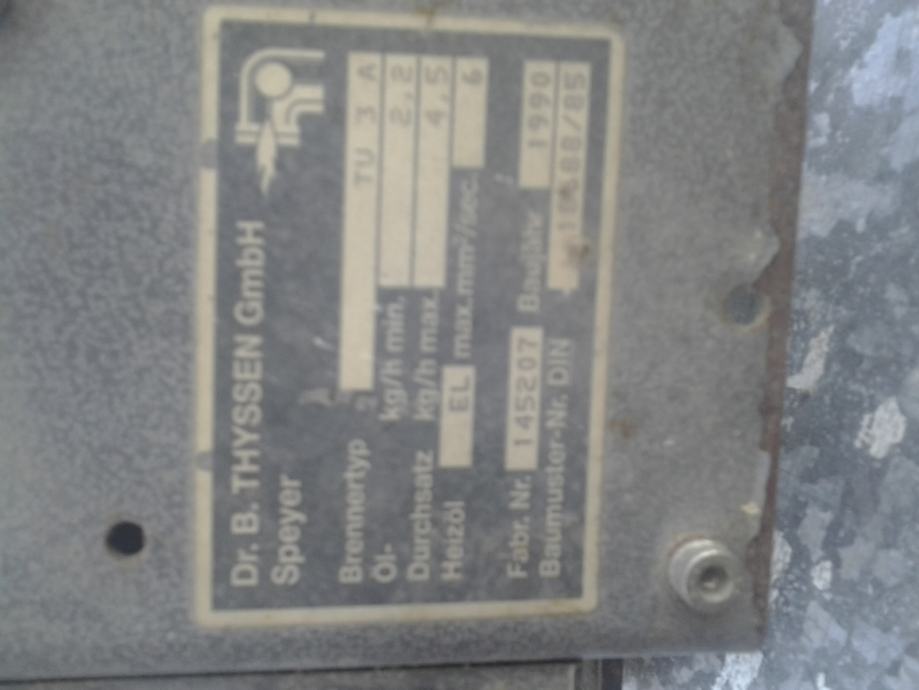 Dr. B. THYSSEN GmbH
Speyer
Brennertyp TU 3 A
Öl- kg/h min. 2,2
Durchsatz kg/h max. 4,5
Heizöl EL max.mm²/sec. 6
Fabr. Nr. 145207 Baujahr 1990
Baumuster-Nr. DIN